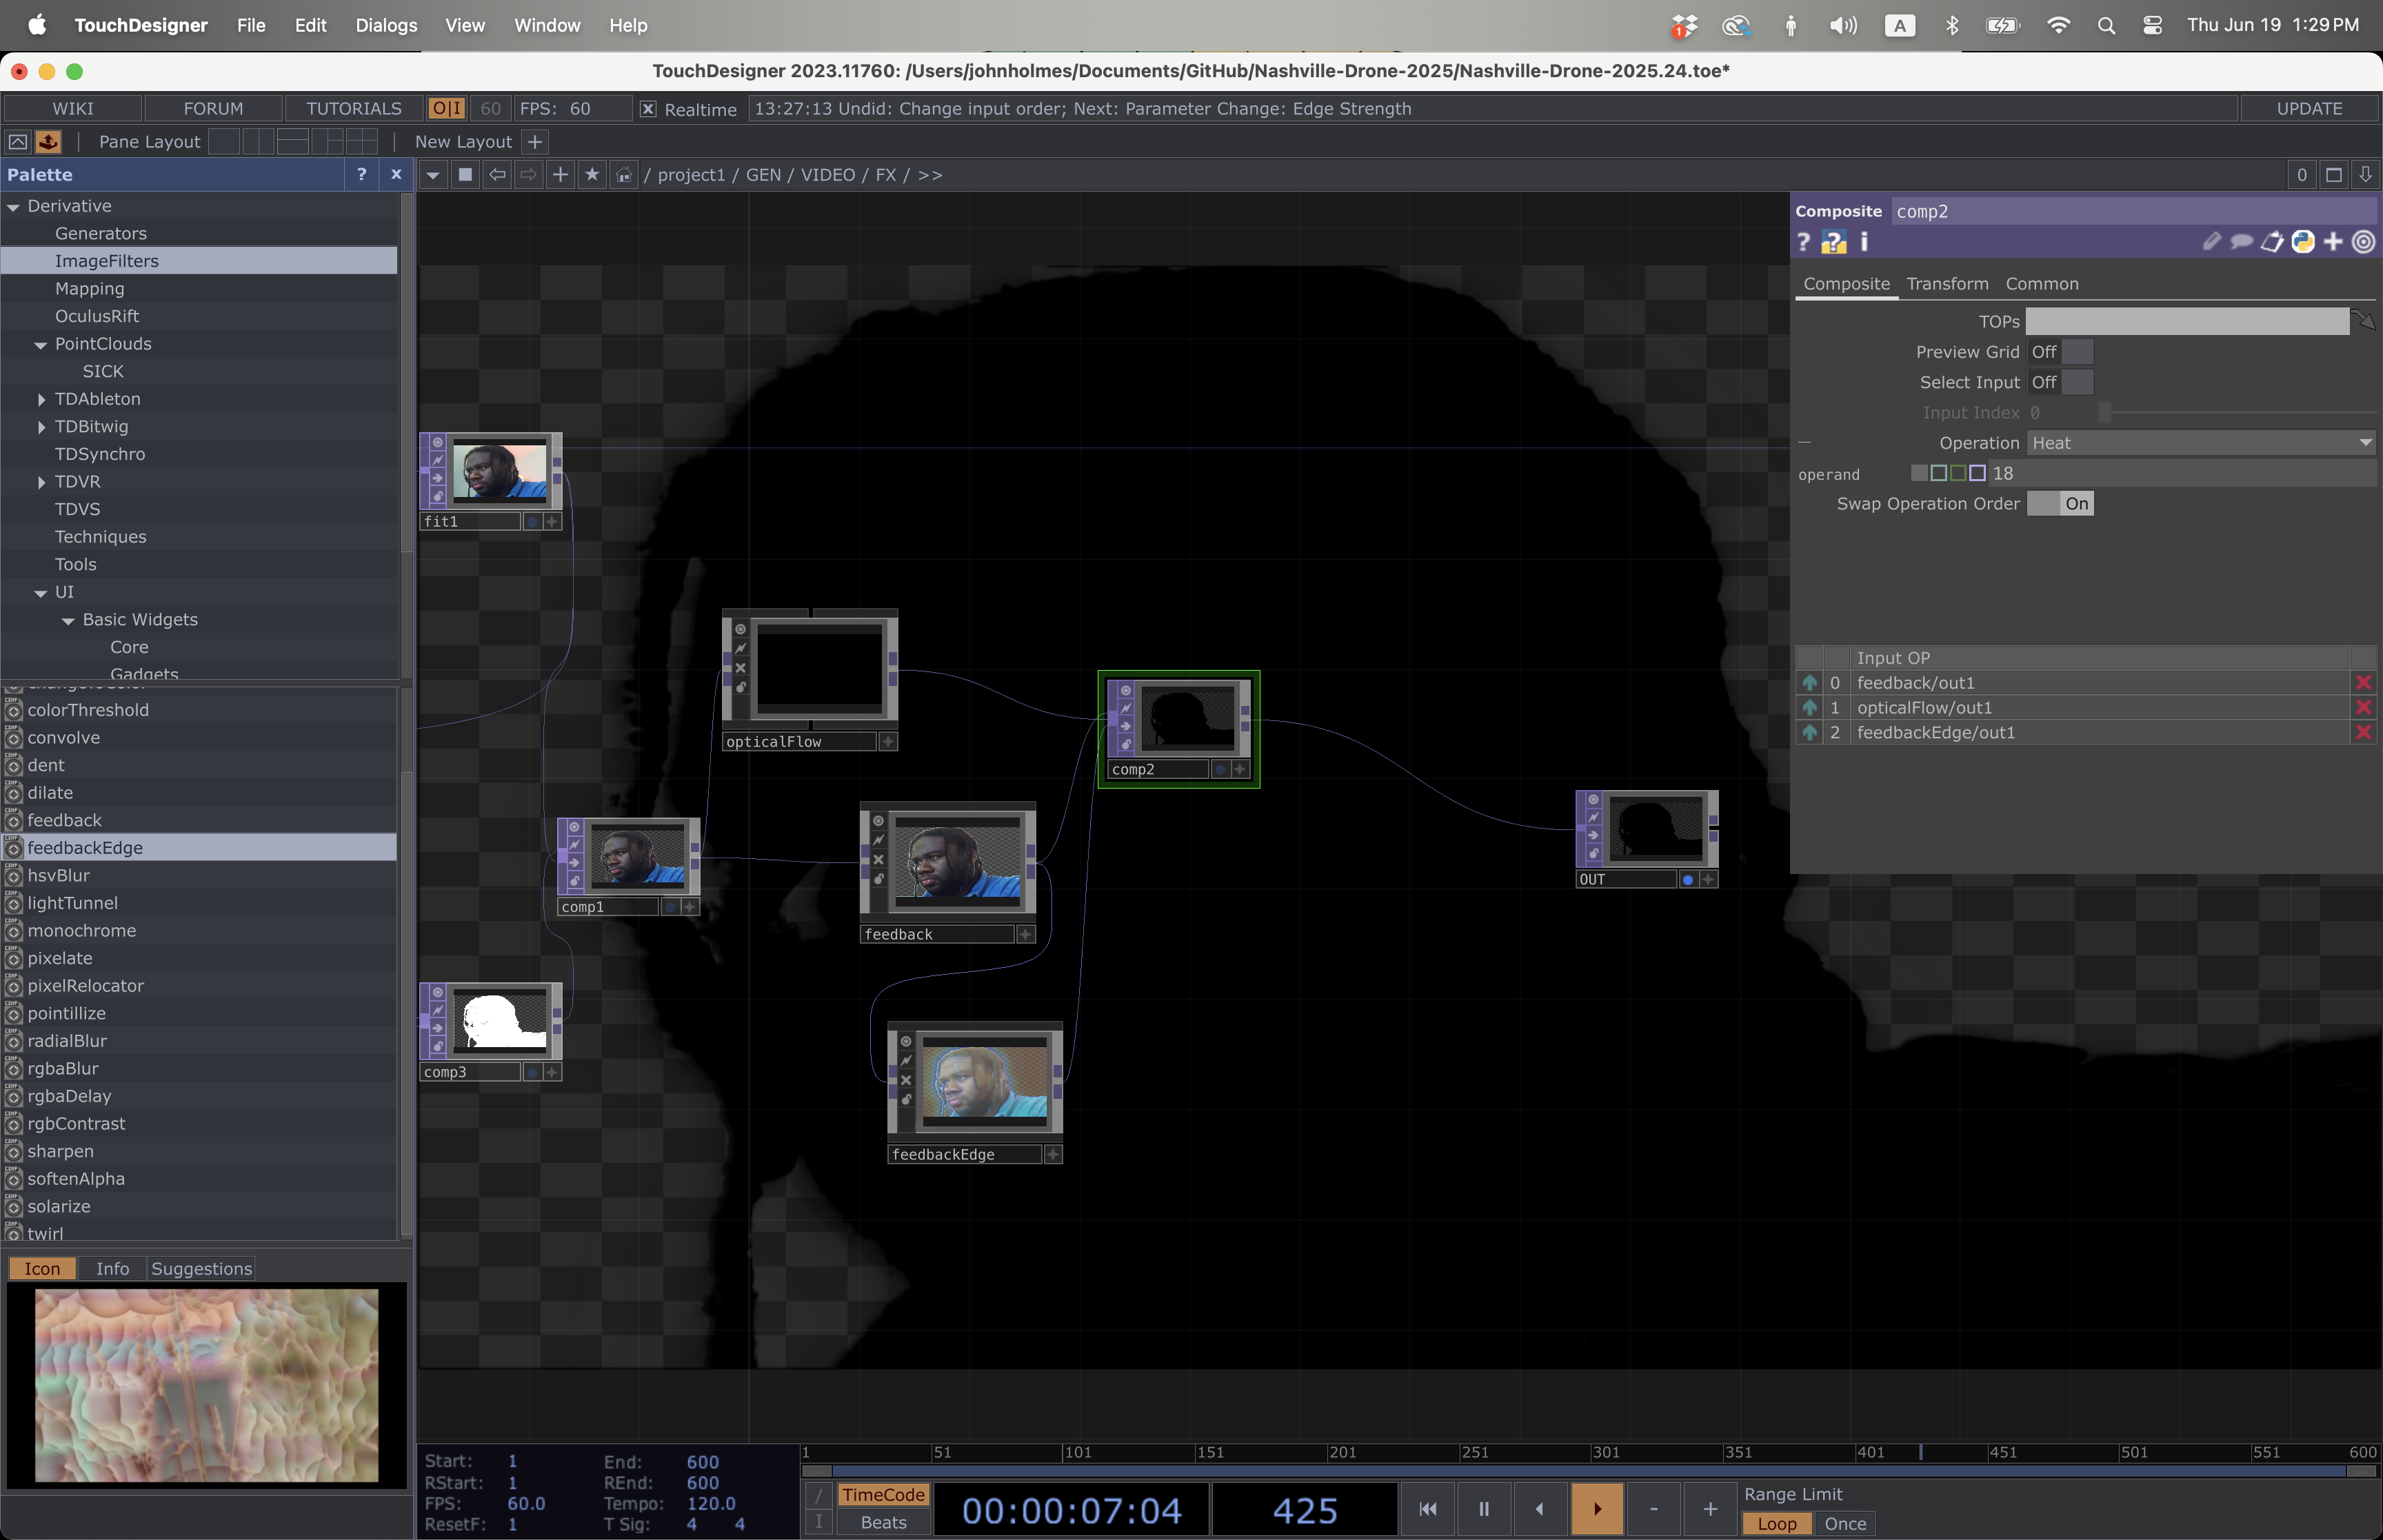 TouchDesigner File Edit Dialogs View Window Help
1 A Thu Jun 19 1:29 PM
TouchDesigner 2023.11760: /Users/johnholmes/Documents/GitHub/Nashville-Drone-2025/Nashville-Drone-2025.24.toe*
WIKI FORUM TUTORIALS O|I 60 FPS: 60 X Realtime 13:27:13 Undid: Change input order; Next: Parameter Change: Edge Strength UPDATE
Pane Layout New Layout +
Palette ? x / project1 / GEN / VIDEO / FX / >> 0
Derivative
Generators
ImageFilters
Mapping
OculusRift
PointClouds
SICK
TDAbleton
TDBitwig
TDSynchro
TDVR
TDVS
Techniques
Tools
UI
Basic Widgets
Core
Gadgets
colorThreshold
convolve
dent
dilate
feedback
feedbackEdge
hsvBlur
lightTunnel
monochrome
pixelate
pixelRelocator
pointillize
radialBlur
rgbaBlur
rgbaDelay
rgbContrast
sharpen
softenAlpha
solarize
twirl
Icon Info Suggestions
fit1
opticalFlow
comp2
comp1
feedback
OUT
comp3
feedbackEdge
Composite comp2
? ? i
Composite Transform Common
TOPs
Preview Grid Off
Select Input Off
Input Index 0
Operation Heat
operand 18
Swap Operation Order On
Input OP
0 feedback/out1
1 opticalFlow/out1
2 feedbackEdge/out1
1 51 101 151 201 251 301 351 401 451 501 551 600
Start: 1 End: 600
RStart: 1 REnd: 600
FPS: 60.0 Tempo: 120.0
ResetF: 1 T Sig: 4 4
/ TimeCode
I Beats
00:00:07:04 425 - +
Range Limit
Loop Once